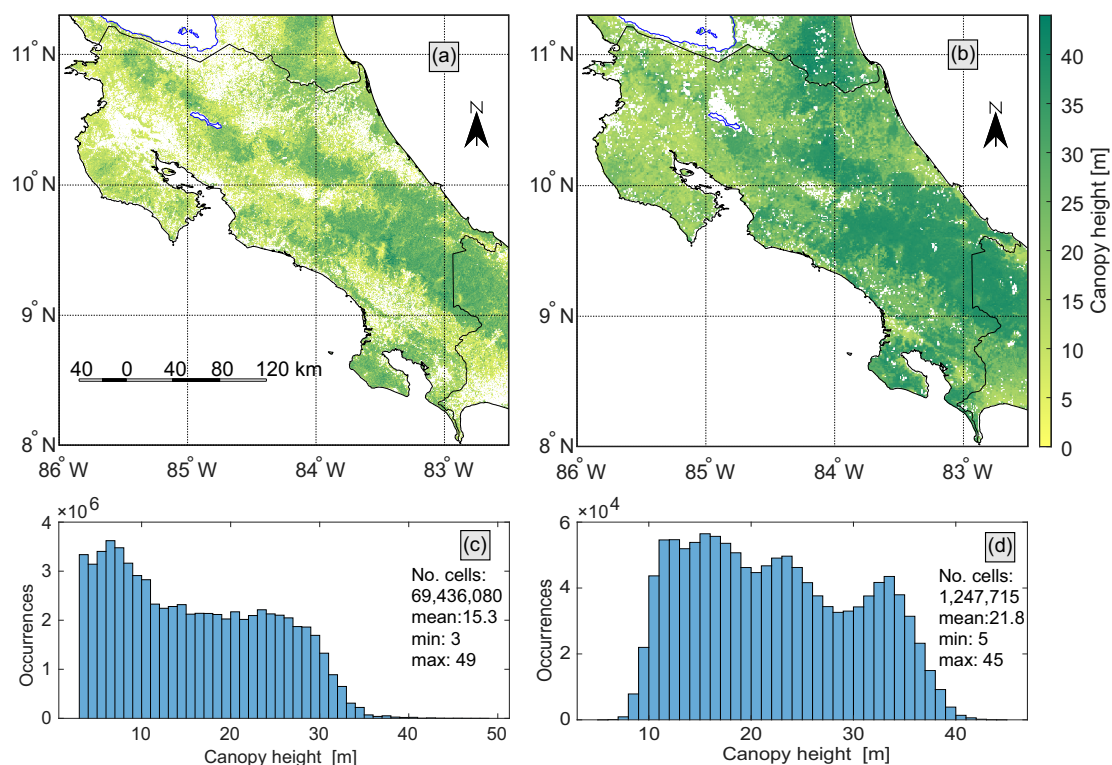 11° N
10° N
9° N
8° N
86° W
85° W
84° W
83° W
(a)
N
40 0 40 80 120 km
11° N
10° N
9° N
8° N
86° W
85° W
84° W
83° W
(b)
N
40
35
30
25
20
15
10
5
0
Canopy height [m]
×10⁶
4
3
2
1
0
Occurrences
10 20 30 40 50
Canopy height [m]
(c)
No. cells:
69,436,080
mean:15.3
min: 3
max: 49
×10⁴
6
4
2
0
Occurrences
10 20 30 40
Canopy height [m]
(d)
No. cells:
1,247,715
mean:21.8
min: 5
max: 45